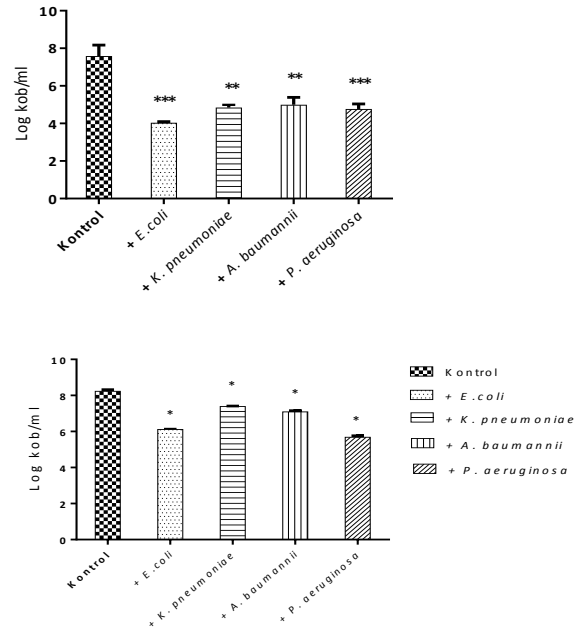 10
8
6
4
2
0
Log kob/ml
***
**
**
***
Kontrol
+ E.coli
+ K. pneumoniae
+ A. baumannii
+ P. aeruginosa
10
8
6
4
2
0
Log kob/ml
*
*
*
*
Kontrol
+ E.coli
+ K. pneumoniae
+ A. baumannii
+ P. aeruginosa
Kontrol
+ E.coli
+ K. pneumoniae
+ A. baumannii
+ P. aeruginosa